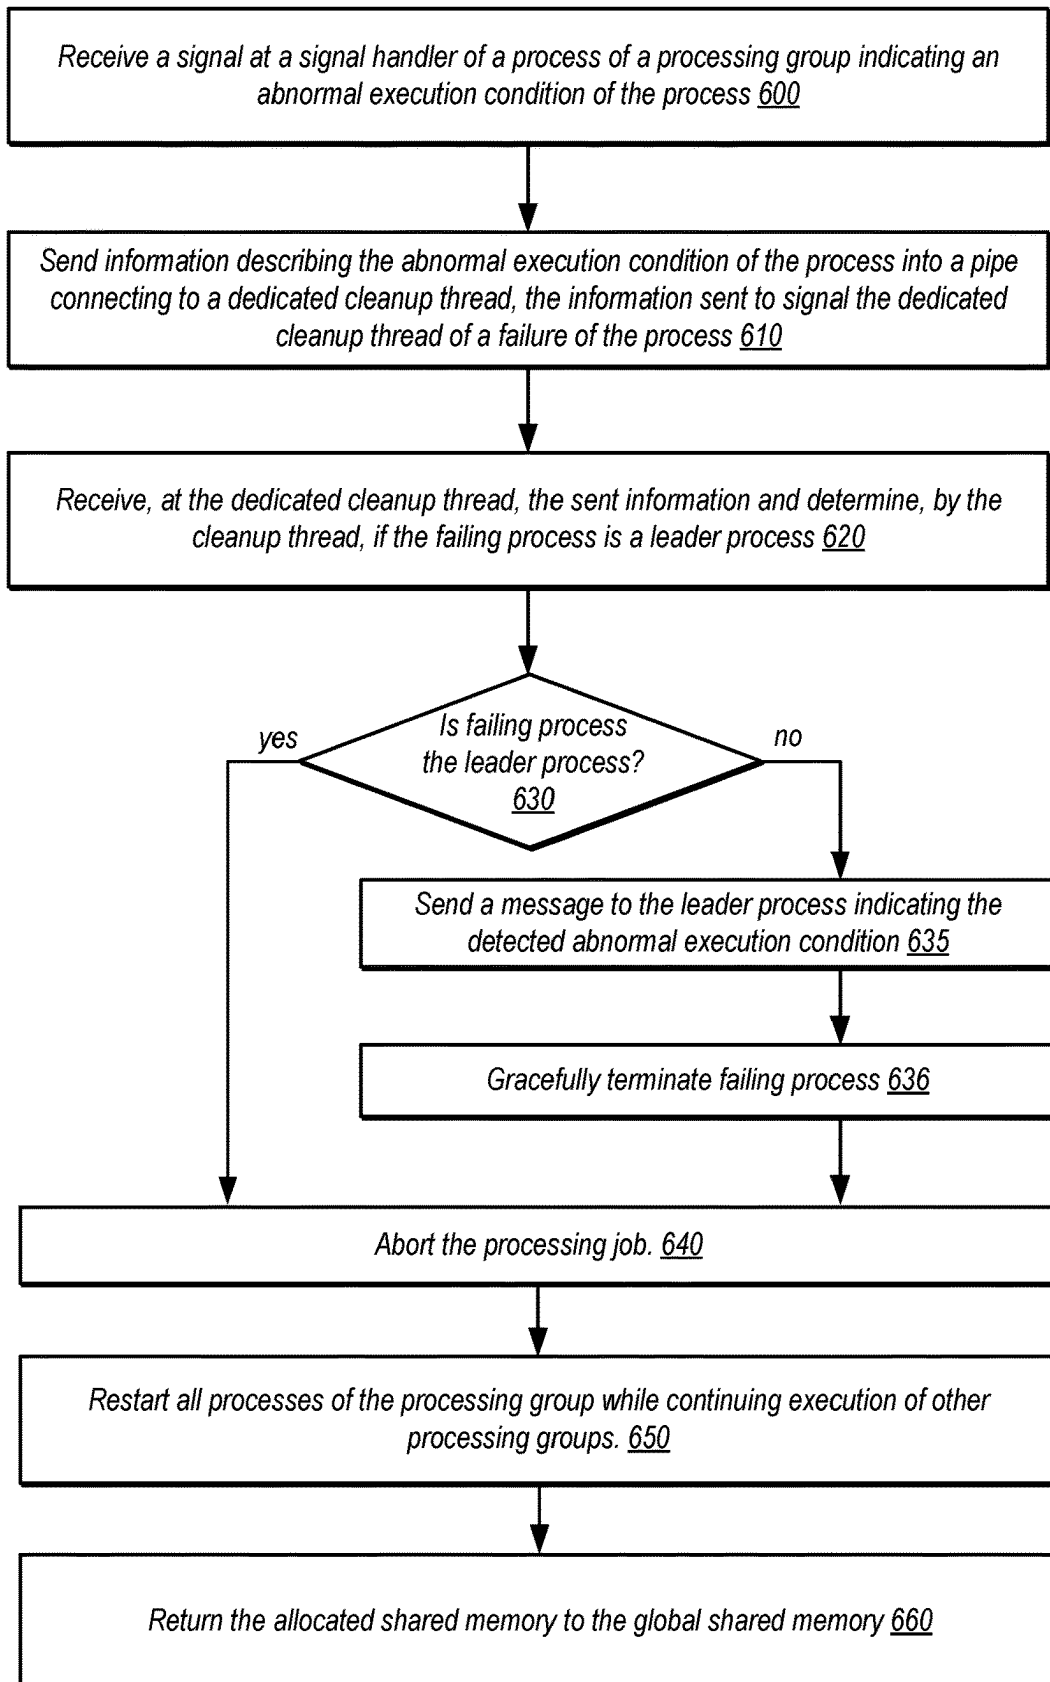 Receive a signal at a signal handler of a process of a processing group indicating an
abnormal execution condition of the process 600
Send information describing the abnormal execution condition of the process into a pipe
connecting to a dedicated cleanup thread, the information sent to signal the dedicated
cleanup thread of a failure of the process 610
Receive, at the dedicated cleanup thread, the sent information and determine, by the
cleanup thread, if the failing process is a leader process 620
yes
Is failing process
the leader process?
630
no
Send a message to the leader process indicating the
detected abnormal execution condition 635
Gracefully terminate failing process 636
Abort the processing job. 640
Restart all processes of the processing group while continuing execution of other
processing groups. 650
Return the allocated shared memory to the global shared memory 660